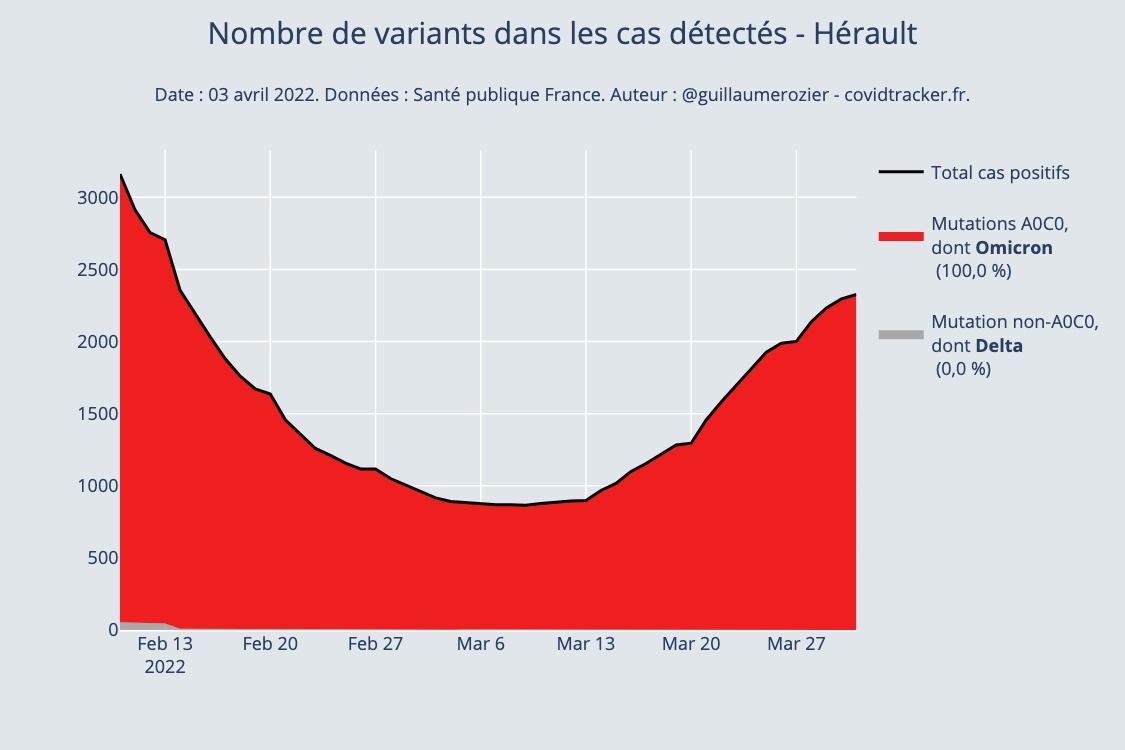 Nombre de variants dans les cas détectés - Hérault
Date : 03 avril 2022. Données : Santé publique France. Auteur : @guillaumerozier - covidtracker.fr.
Total cas positifs
Mutations A0C0,
dont Omicron
(100,0 %)
Mutation non-A0C0,
dont Delta
(0,0 %)
3000
2500
2000
1500
1000
500
0
Feb 13 Feb 20 Feb 27 Mar 6 Mar 13 Mar 20 Mar 27
2022